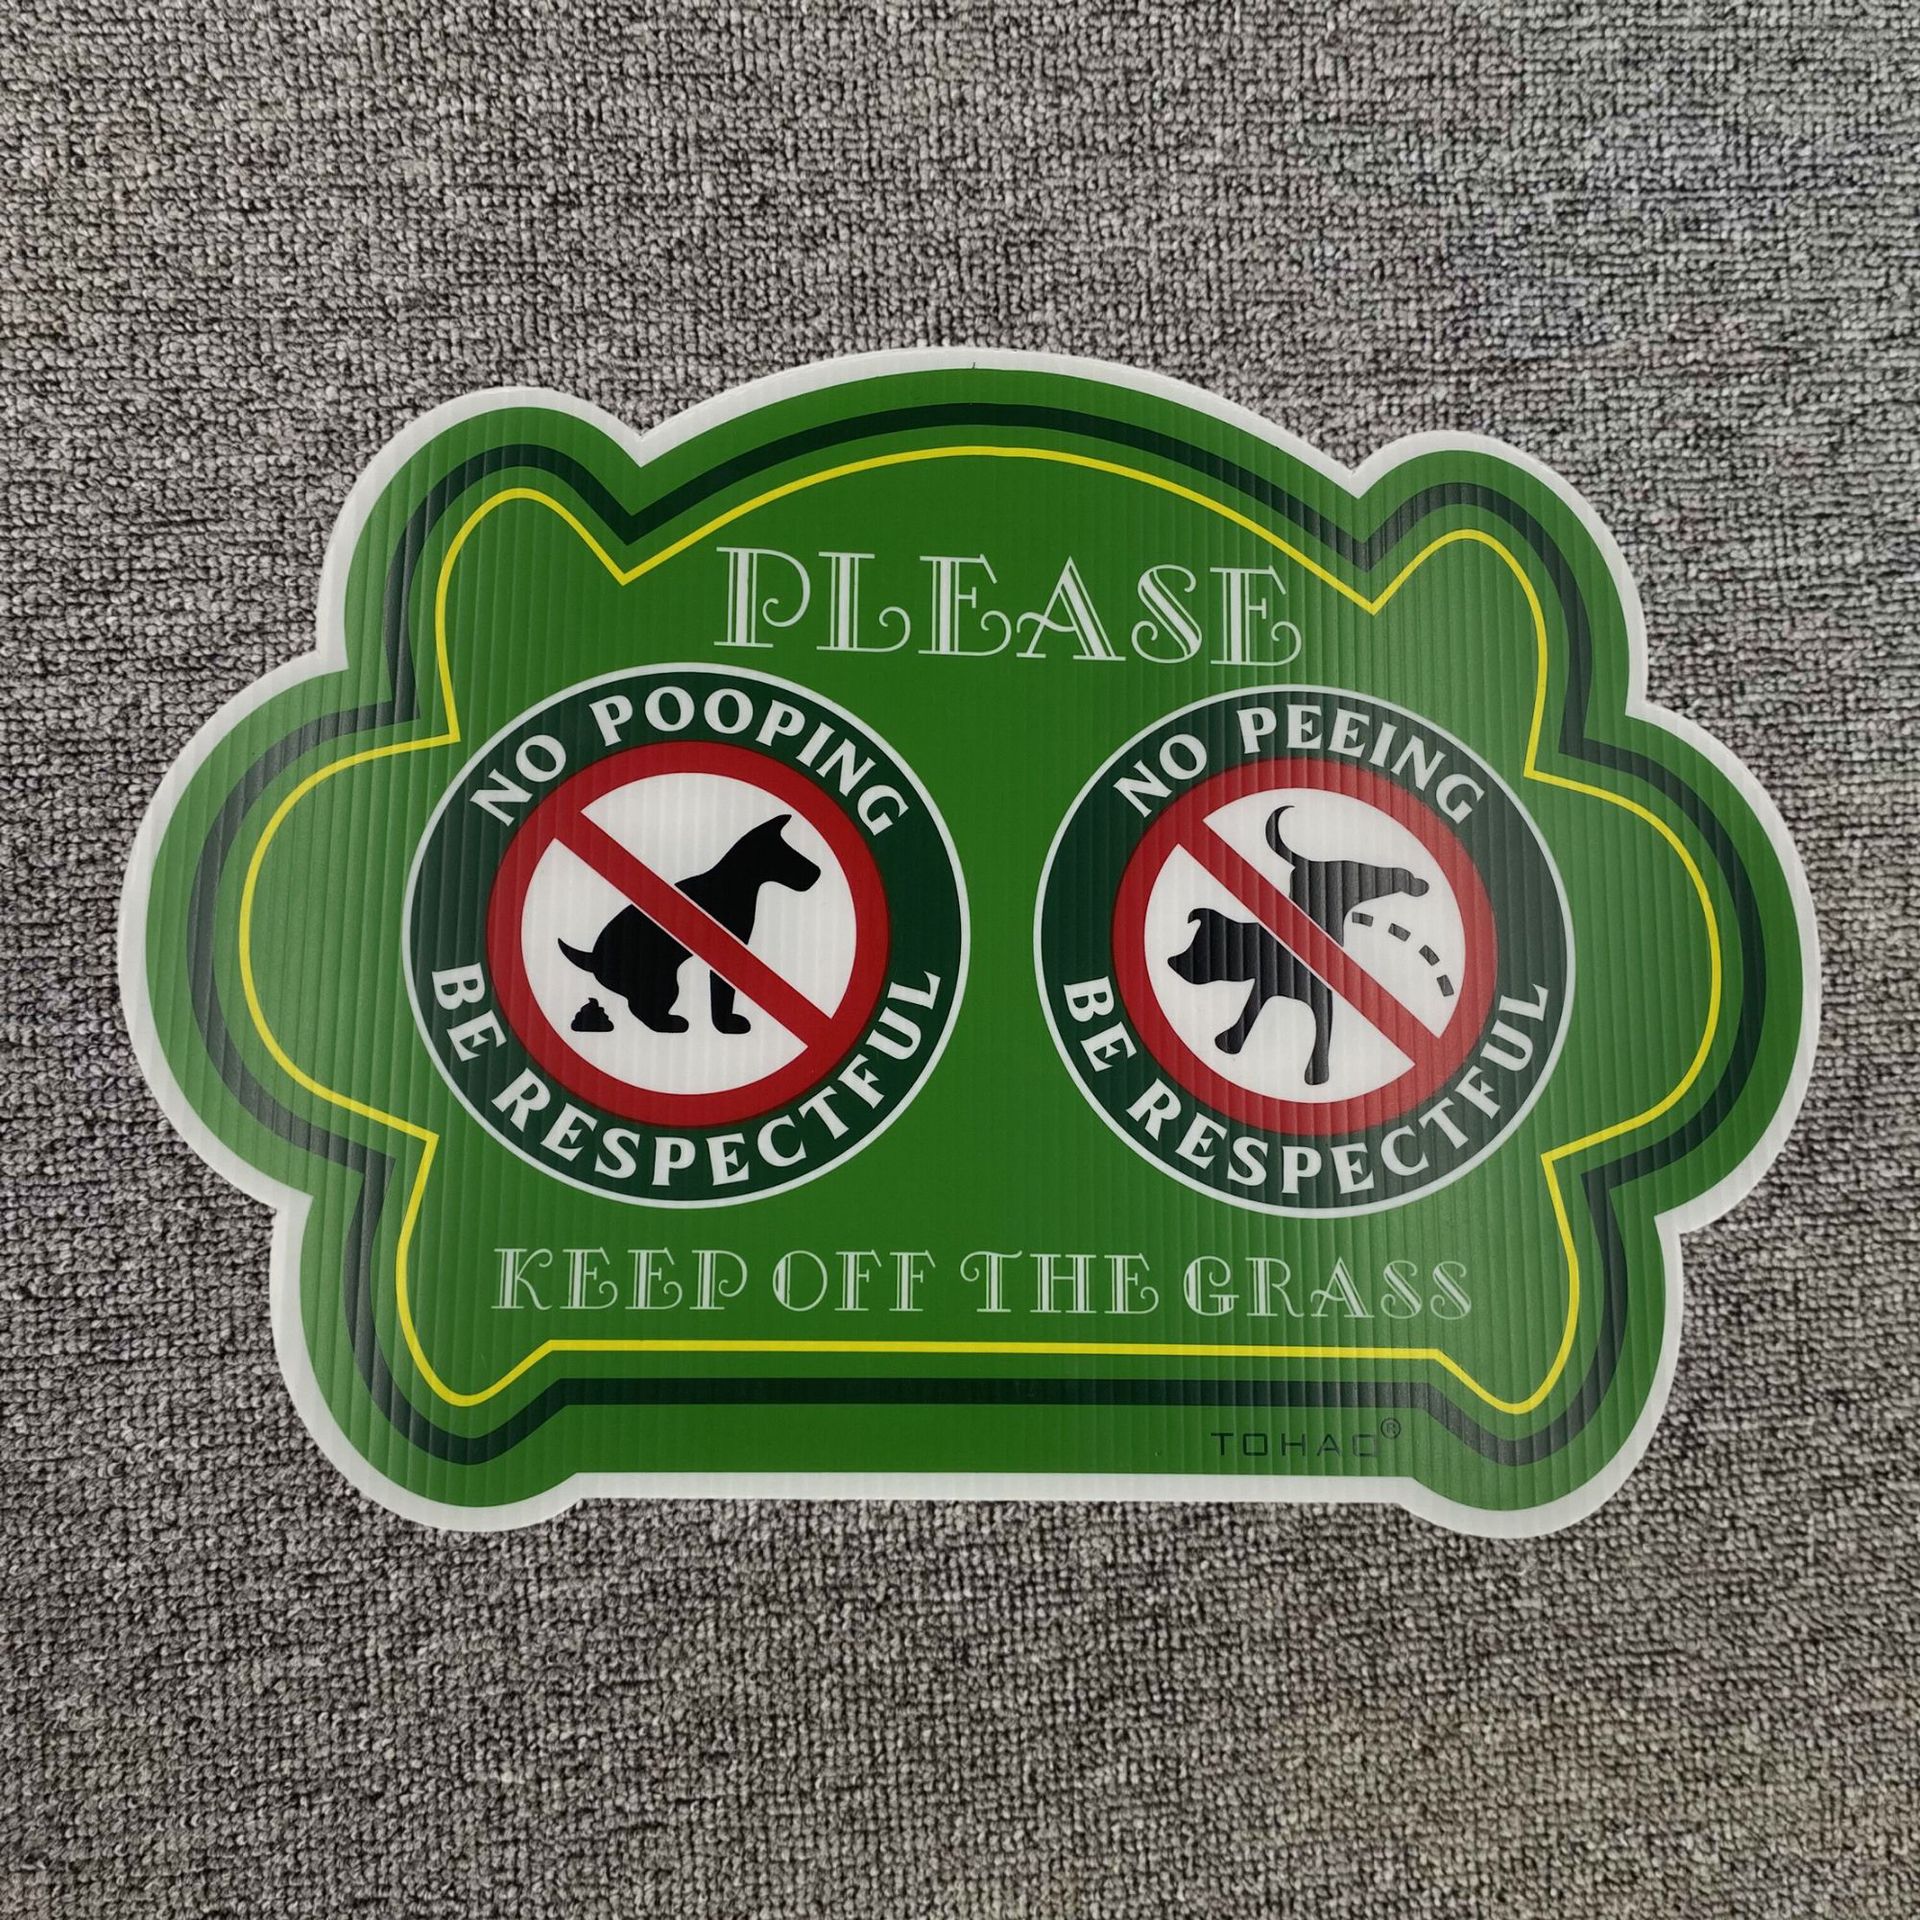 PLEASE
NO POOPING
BE RESPECTFUL
NO PEEING
BE RESPECTFUL
KEEP OFF THE GRASS
TOHAO®